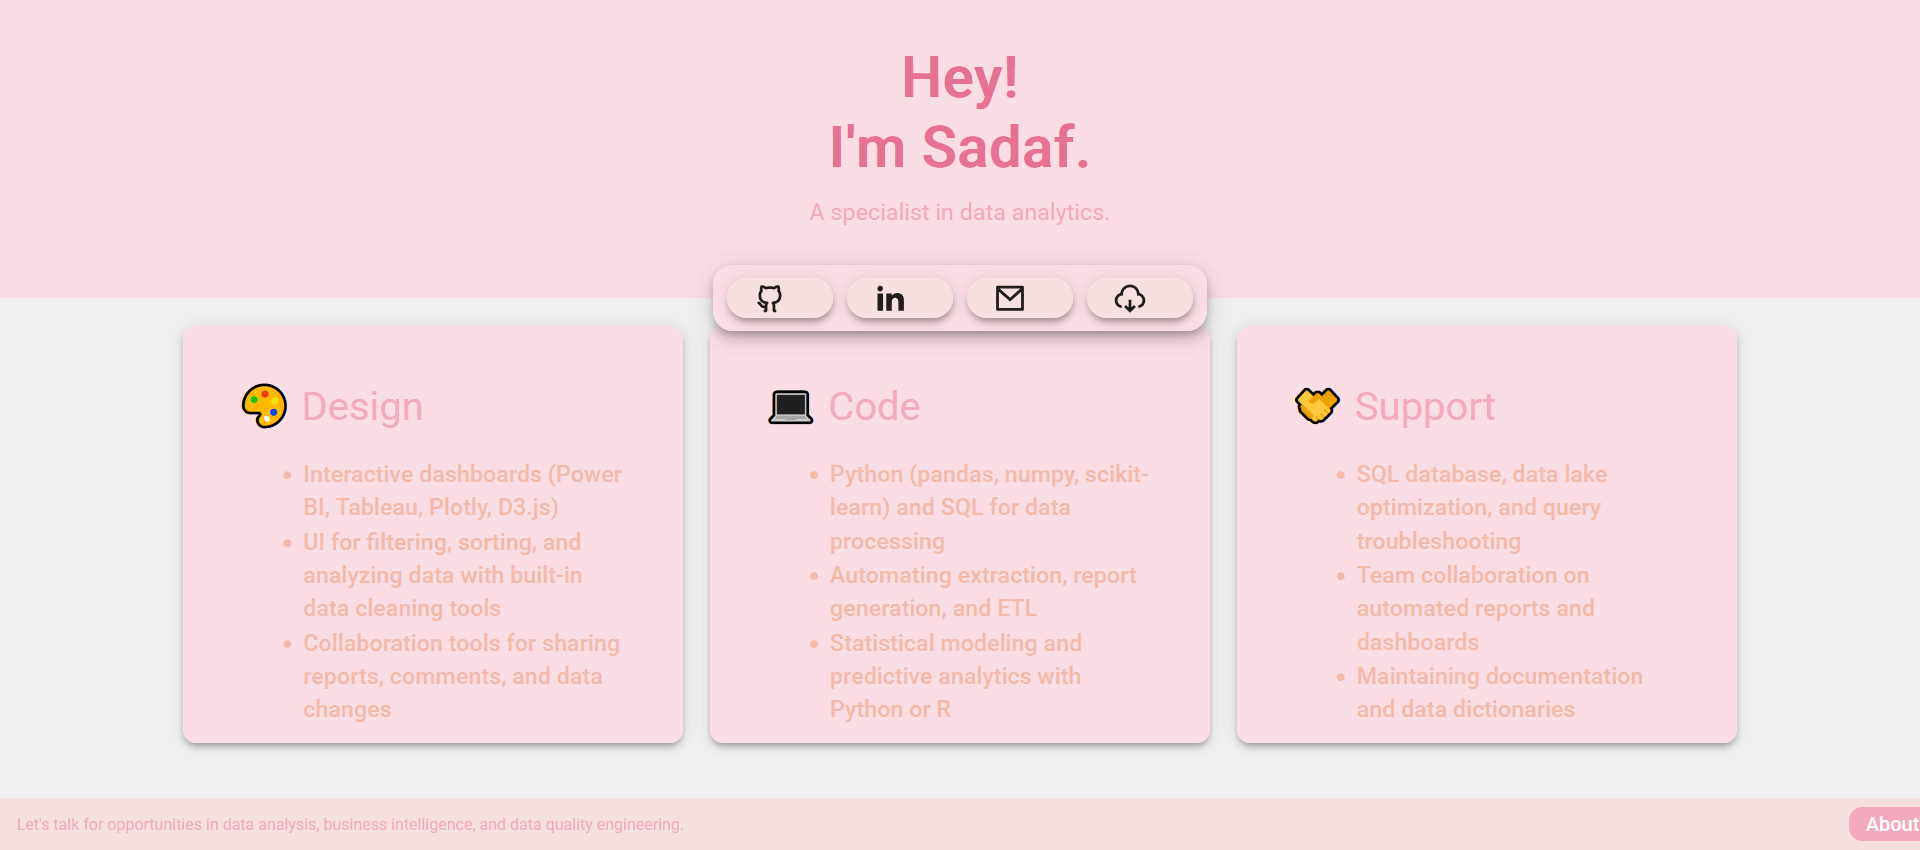 Hey!
I'm Sadaf.
A specialist in data analytics.
Design
Interactive dashboards (Power
BI, Tableau, Plotly, D3.js)
UI for filtering, sorting, and
analyzing data with built-in
data cleaning tools
Collaboration tools for sharing
reports, comments, and data
changes
Code
Python (pandas, numpy, scikit-
learn) and SQL for data
processing
Automating extraction, report
generation, and ETL
Statistical modeling and
predictive analytics with
Python or R
Support
SQL database, data lake
optimization, and query
troubleshooting
Team collaboration on
automated reports and
dashboards
Maintaining documentation
and data dictionaries
Let's talk for opportunities in data analysis, business intelligence, and data quality engineering.
About